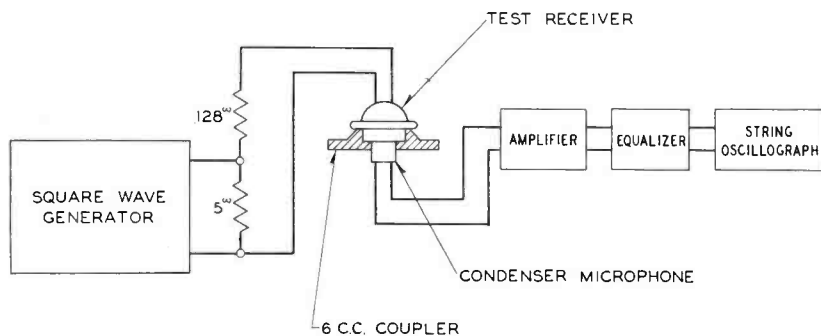 TEST RECEIVER
128ω
5ω
SQUARE WAVE
GENERATOR
AMPLIFIER
EQUALIZER
STRING
OSCILLOGRAPH
CONDENSER MICROPHONE
6 C.C. COUPLER